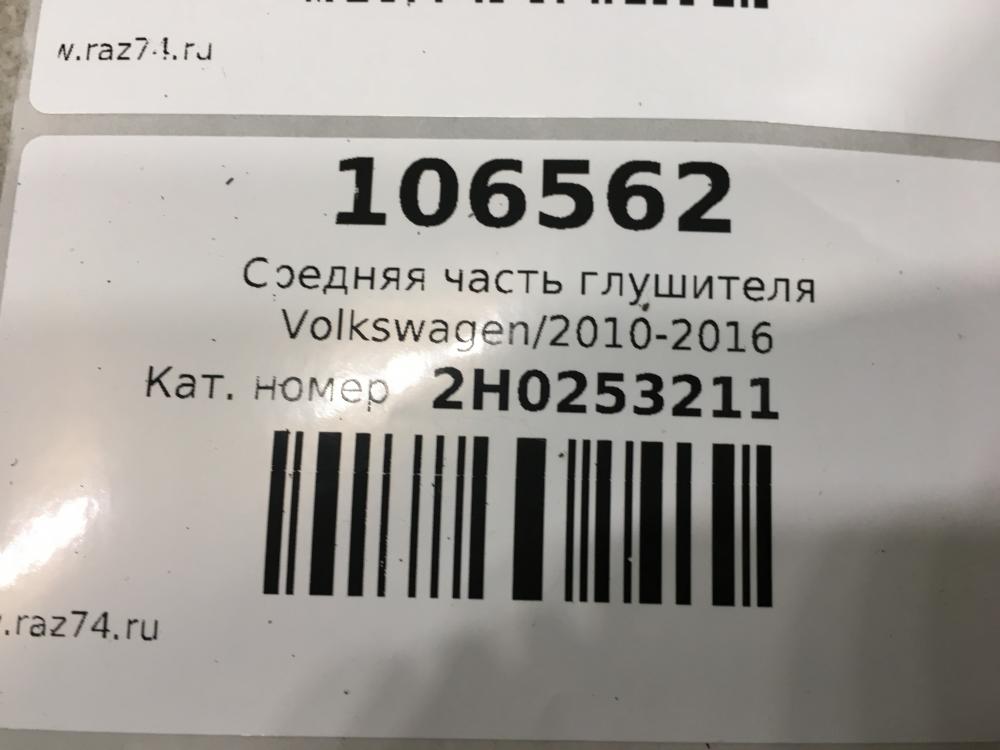 w.raz74.ru
106562
Средняя часть глушителя
Volkswagen/2010-2016
Кат. номер 2H0253211
.raz74.ru